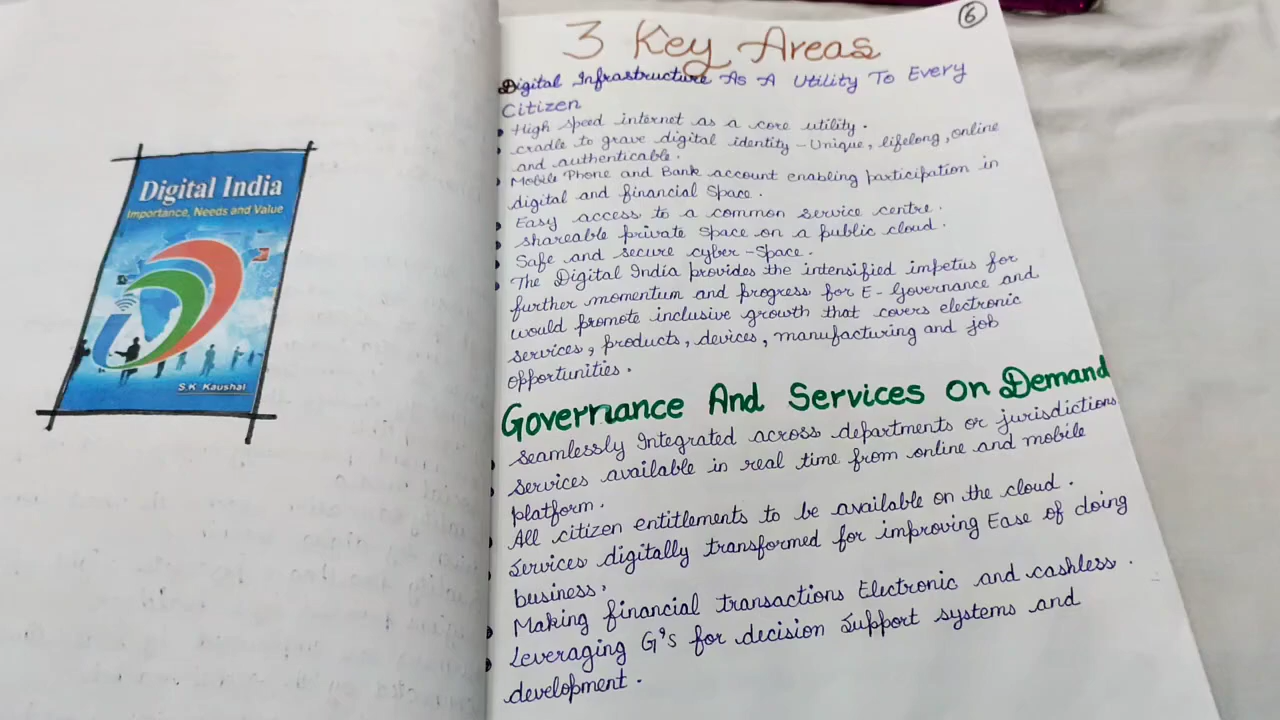 Digital India
Importance, Needs and Value
S.K Kaushal
6
3 Key Areas
Digital Infrastructure As A Utility To Every
Citizen
High speed internet as a core utility.
cradle to grave digital identity - Unique, lifelong, online
and authenticable.
Mobile Phone and Bank account enabling participation in
digital and financial Space.
Easy access to a common service centre.
shareable private space on a public cloud.
Safe and secure cyber-Space.
The Digital India provides the intensified impetus for
further momentum and progress for E-Governance and
would promote inclusive growth that covers electronic
services, products, devices, manufacturing and job
opportunities.
Governance And Services On Demand
Seamlessly Integrated across departments or jurisdictions
Services available in real time from online and mobile
platform.
All citizen entitlements to be available on the cloud.
Services digitally transformed for improving Ease of doing
business.
Making financial transactions Electronic and cashless.
Leveraging G's for decision support systems and
development.